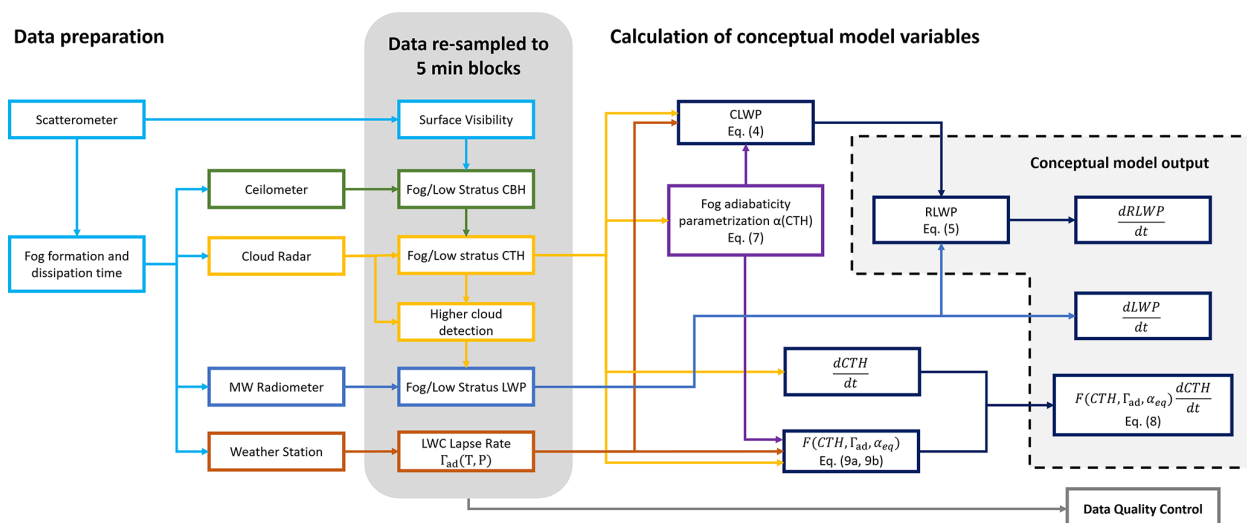 Data preparation
Data re-sampled to
5 min blocks
Calculation of conceptual model variables
Scatterometer
Surface Visibility
CLWP
Eq. (4)
Conceptual model output
Ceilometer
Fog/Low Stratus CBH
Fog adiabaticity
parametrization α(CTH)
Eq. (7)
RLWP
Eq. (5)
dRLWP
dt
Fog formation and
dissipation time
Cloud Radar
Fog/Low stratus CTH
Higher cloud
detection
dLWP
dt
MW Radiometer
Fog/Low Stratus LWP
dCTH
dt
F(CTH, Γad, αeq) dCTH
dt
Eq. (8)
Weather Station
LWC Lapse Rate
Γad(T, P)
F(CTH, Γad, αeq)
Eq. (9a, 9b)
Data Quality Control